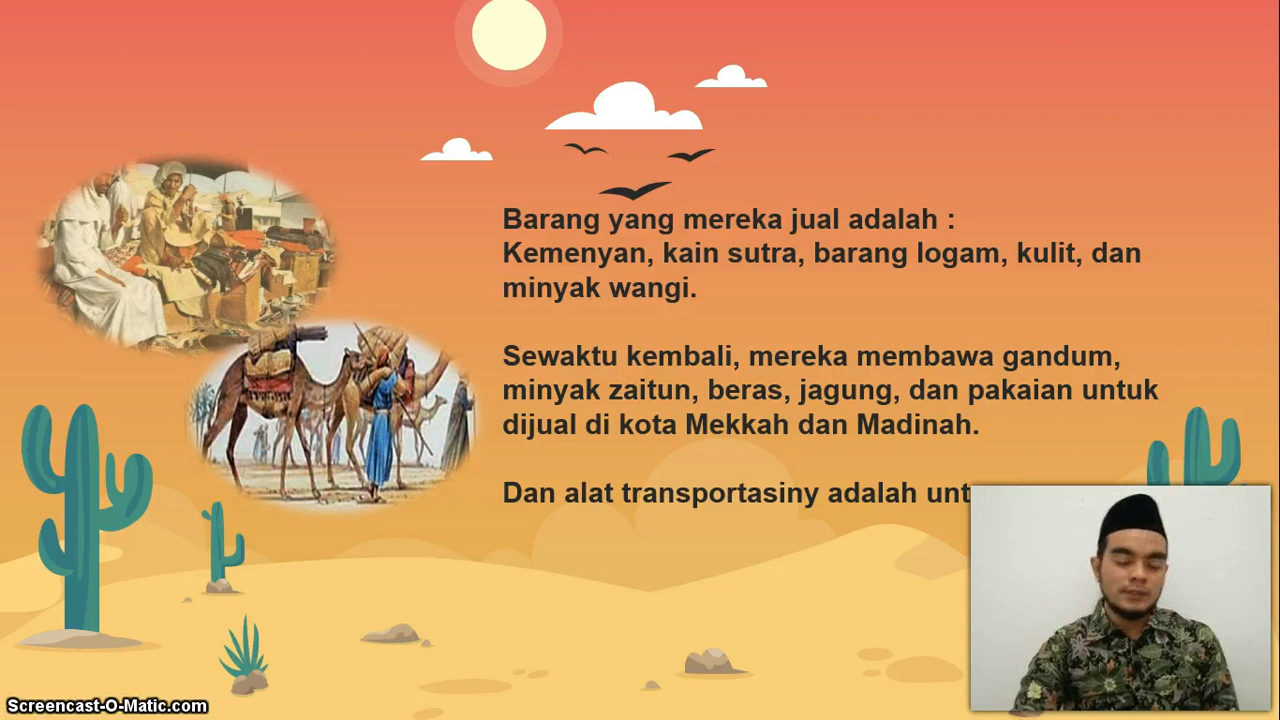 Barang yang mereka jual adalah :
Kemenyan, kain sutra, barang logam, kulit, dan
minyak wangi.
Sewaktu kembali, mereka membawa gandum,
minyak zaitun, beras, jagung, dan pakaian untuk
dijual di kota Mekkah dan Madinah.
Dan alat transportasiny adalah
Screencast-O-Matic.com